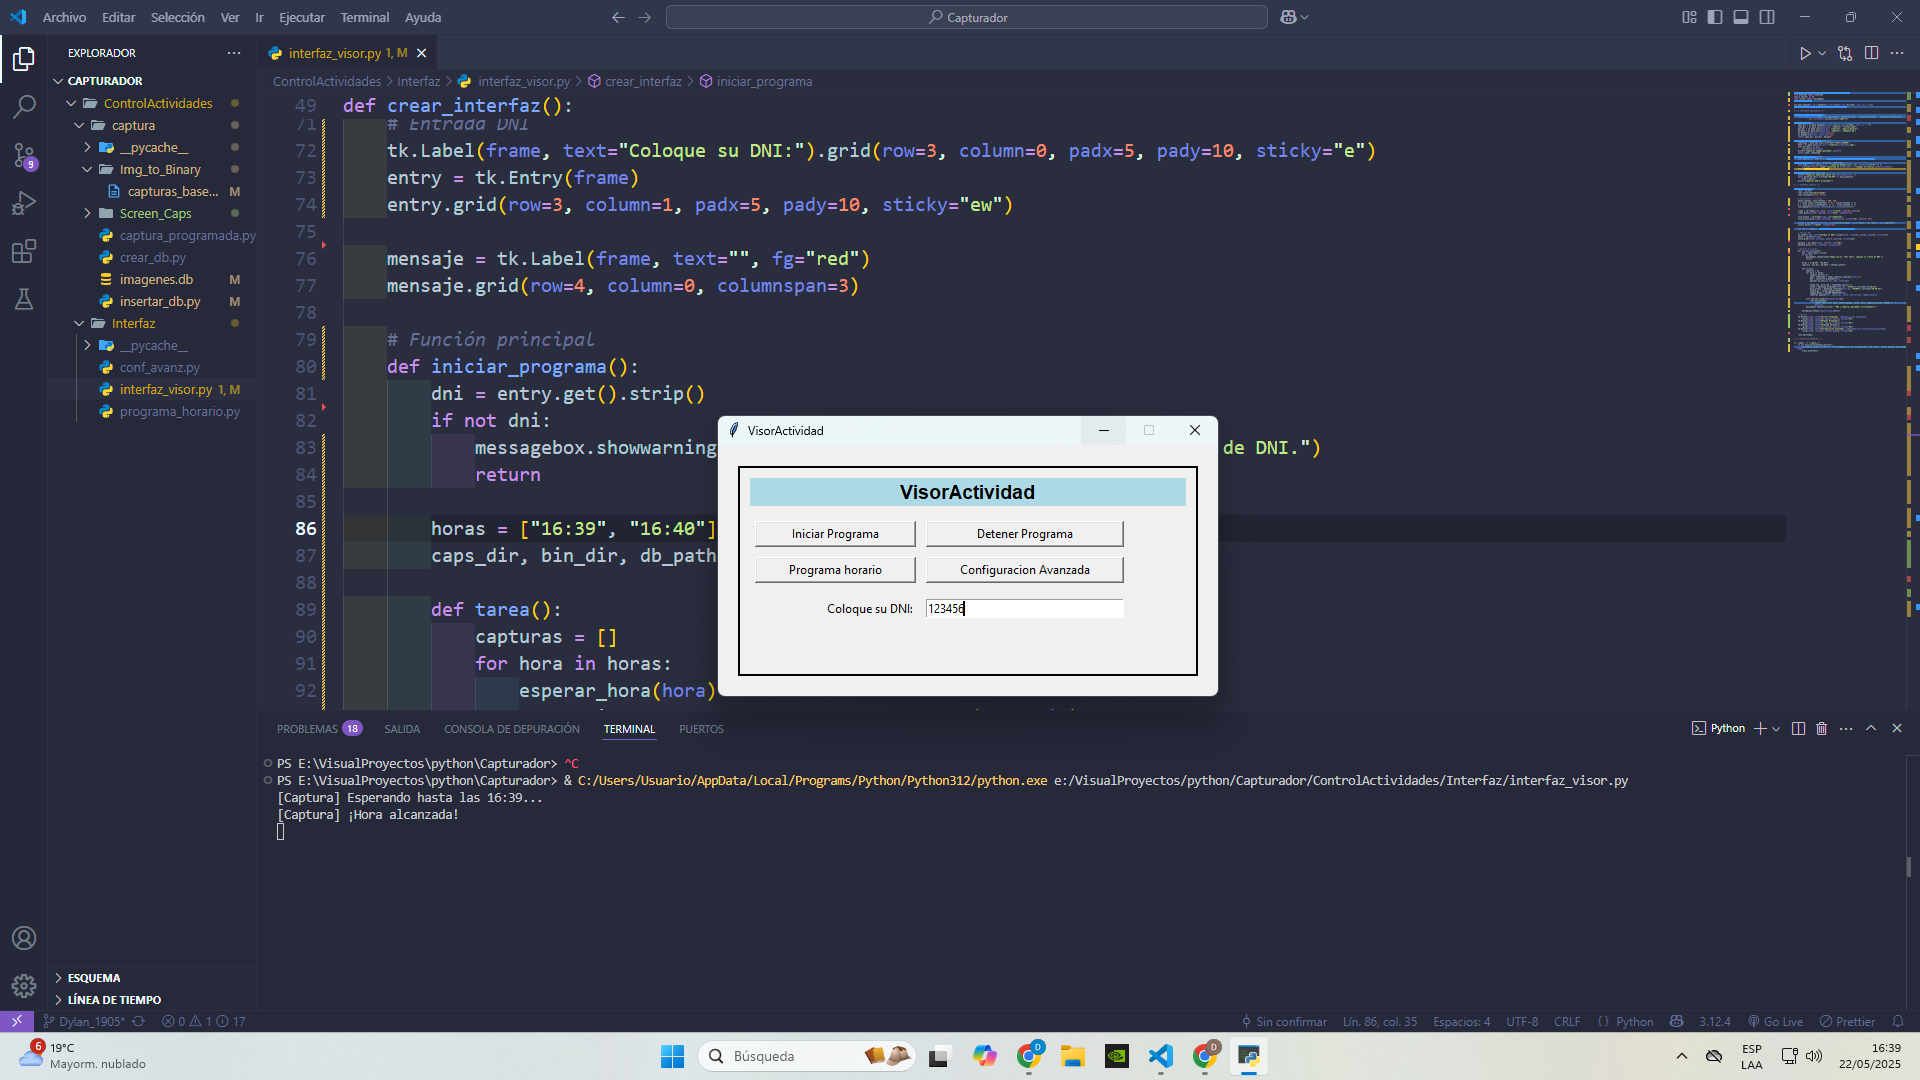 Archivo Editar Selección Ver Ir Ejecutar Terminal Ayuda
Capturador
EXPLORADOR
CAPTURADOR
ControlActividades
captura
__pycache__
Img_to_Binary
capturas_base... M
Screen_Caps
captura_programada.py
crear_db.py
imagenes.db M
insertar_db.py M
Interfaz
__pycache__
conf_avanz.py
interfaz_visor.py 1, M
programa_horario.py
ESQUEMA
LÍNEA DE TIEMPO
9
interfaz_visor.py 1, M
ControlActividades > Interfaz > interfaz_visor.py > crear_interfaz > iniciar_programa
49 def crear_interfaz():
71 # Entrada DNI
72 tk.Label(frame, text="Coloque su DNI:").grid(row=3, column=0, padx=5, pady=10, sticky="e")
73 entry = tk.Entry(frame)
74 entry.grid(row=3, column=1, padx=5, pady=10, sticky="ew")
75
76 mensaje = tk.Label(frame, text="", fg="red")
77 mensaje.grid(row=4, column=0, columnspan=3)
78
79 # Función principal
80 def iniciar_programa():
81 dni = entry.get().strip()
82 if not dni:
83 messagebox.showwarning de DNI.")
84 return
85
86 horas = ["16:39", "16:40"]
87 caps_dir, bin_dir, db_path
88
89 def tarea():
90 capturas = []
91 for hora in horas:
92 esperar_hora(hora)
VisorActividad
VisorActividad
Iniciar Programa Detener Programa
Programa horario Configuracion Avanzada
Coloque su DNI: 123456
PROBLEMAS 18 SALIDA CONSOLA DE DEPURACIÓN TERMINAL PUERTOS
Python
PS E:\VisualProyectos\python\Capturador> ^C
PS E:\VisualProyectos\python\Capturador> & C:/Users/Usuario/AppData/Local/Programs/Python/Python312/python.exe e:/VisualProyectos/python/Capturador/ControlActividades/Interfaz/interfaz_visor.py
[Captura] Esperando hasta las 16:39...
[Captura] ¡Hora alcanzada!
Dylan_1905* 0 1 17
Sin confirmar Lín. 86, col. 35 Espacios: 4 UTF-8 CRLF {} Python 3.12.4 Go Live Prettier
6
19°C
Mayorm. nublado
Búsqueda
D
D
ESP
LAA
16:39
22/05/2025